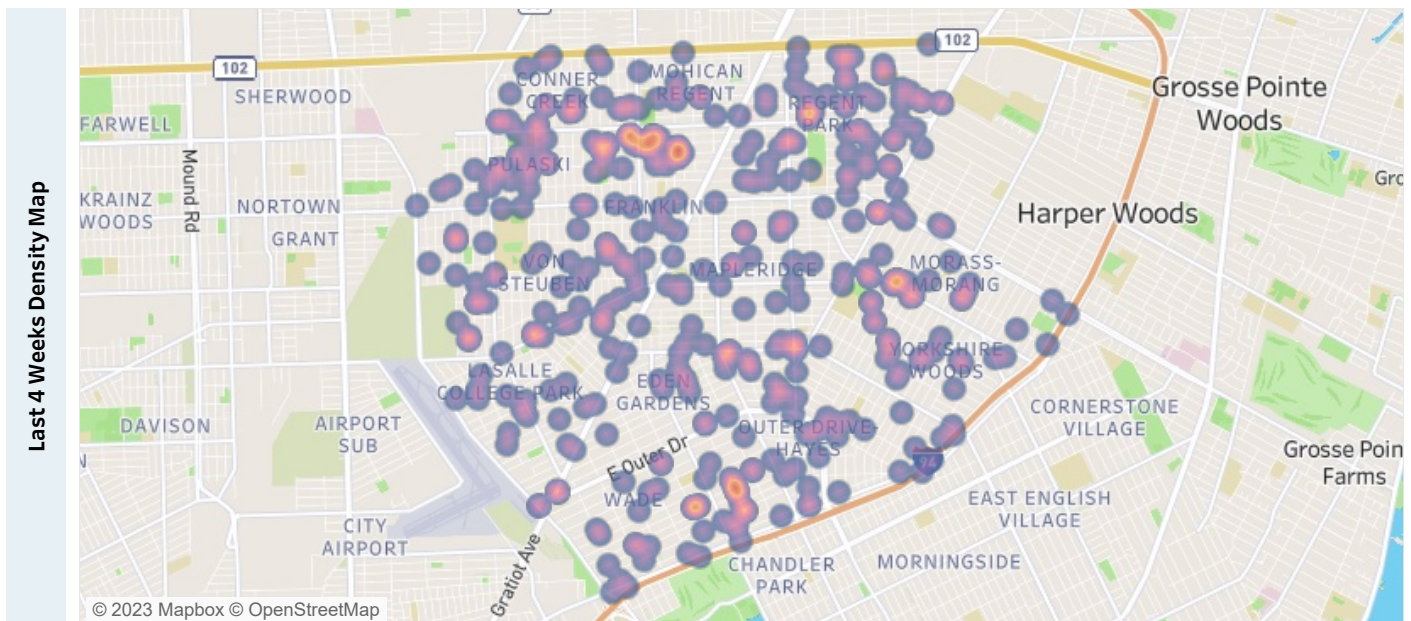 Last 4 Weeks Density Map
102
102
CONNER
CREEK
MOHICAN
REGENT
SHERWOOD
Grosse Pointe
Woods
REGENT
PARK
FARWELL
Mound Rd
PULASKI
KRAINZ
WOODS
NORTOWN
FRANKLIN
Harper Woods
Gro
GRANT
VON
STEUBEN
MAPLERIDGE
MORASS-
MORANG
YORKSHIRE
WOODS
LASALLE
COLLEGE PARK
EDEN
GARDENS
CORNERSTONE
VILLAGE
DAVISON
AIRPORT
SUB
OUTER DRIVE-
HAYES
E Outer Dr
94
Grosse Poin
Farms
WADE
EAST ENGLISH
VILLAGE
CITY
AIRPORT
Gratiot Ave
CHANDLER
PARK
MORNINGSIDE
© 2023 Mapbox © OpenStreetMap